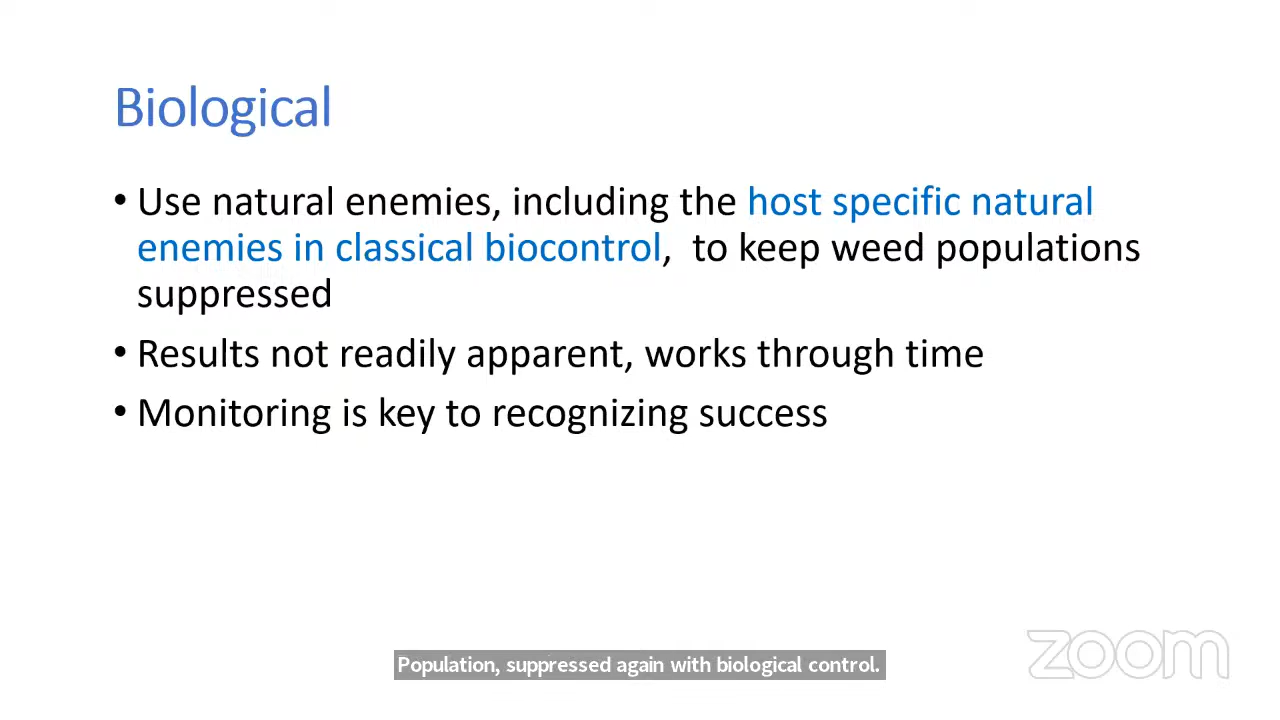 Biological
• Use natural enemies, including the host specific natural
enemies in classical biocontrol,  to keep weed populations
suppressed
• Results not readily apparent, works through time
• Monitoring is key to recognizing success
Population, suppressed again with biological control.
zoom